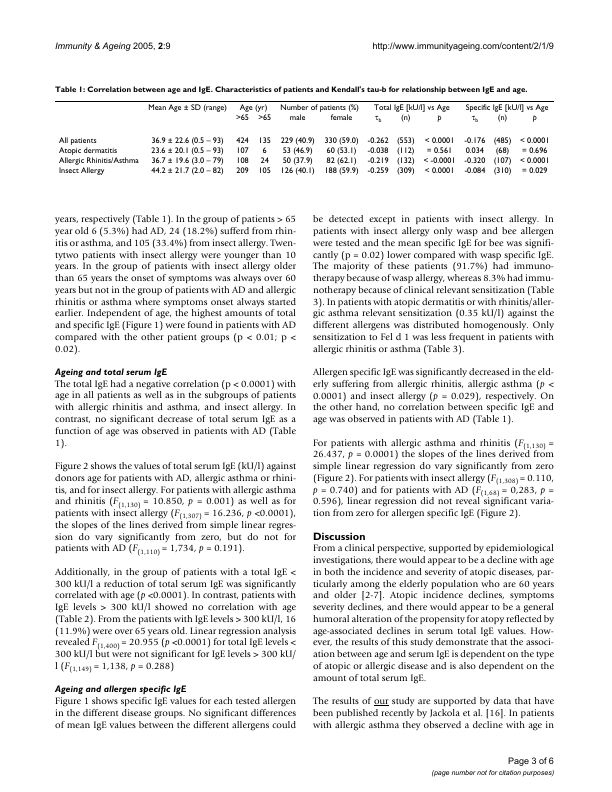 Immunity & Ageing 2005, 2:9
http://www.immunityageing.com/content/2/1/9
Table 1: Correlation between age and IgE. Characteristics of patients and Kendall's tau-b for relationship between IgE and age.
Mean Age ± SD (range) Age (yr) Number of patients (%) Total IgE [kU/l] vs Age Specific IgE [kU/l] vs Age
>65 >65 male female τb (n) p τb (n) p
All patients 36.9 ± 22.6 (0.5 – 93) 424 135 229 (40.9) 330 (59.0) -0.262 (553) < 0.0001 -0.176 (485) < 0.0001
Atopic dermatitis 23.6 ± 20.1 (0.5 – 93) 107 6 53 (46.9) 60 (53.1) -0.038 (112) = 0.561 0.034 (68) = 0.696
Allergic Rhinitis/Asthma 36.7 ± 19.6 (3.0 – 79) 108 24 50 (37.9) 82 (62.1) -0.219 (132) < -0.0001 -0.320 (107) < 0.0001
Insect Allergy 44.2 ± 21.7 (2.0 – 82) 209 105 126 (40.1) 188 (59.9) -0.259 (309) < 0.0001 -0.084 (310) = 0.029
years, respectively (Table 1). In the group of patients > 65
year old 6 (5.3%) had AD, 24 (18.2%) suffered from rhin-
itis or asthma, and 105 (33.4%) from insect allergy. Twen-
tytwo patients with insect allergy were younger than 10
years. In the group of patients with insect allergy older
than 65 years the onset of symptoms was always over 60
years but not in the group of patients with AD and allergic
rhinitis or asthma where symptoms onset always started
earlier. Independent of age, the highest amounts of total
and specific IgE (Figure 1) were found in patients with AD
compared with the other patient groups (p < 0.01; p <
0.02).
Ageing and total serum IgE
The total IgE had a negative correlation (p < 0.0001) with
age in all patients as well as in the subgroups of patients
with allergic rhinitis and asthma, and insect allergy. In
contrast, no significant decrease of total serum IgE as a
function of age was observed in patients with AD (Table
1).
Figure 2 shows the values of total serum IgE (kU/l) against
donors age for patients with AD, allergic asthma or rhini-
tis, and for insect allergy. For patients with allergic asthma
and rhinitis (F(1,130) = 10.850, p = 0.001) as well as for
patients with insect allergy (F(1,307) = 16.236, p <0.0001),
the slopes of the lines derived from simple linear regres-
sion do vary significantly from zero, but do not for
patients with AD (F(1,110) = 1,734, p = 0.191).
Additionally, in the group of patients with a total IgE <
300 kU/l a reduction of total serum IgE was significantly
correlated with age (p <0.0001). In contrast, patients with
IgE levels > 300 kU/l showed no correlation with age
(Table 2). From the patients with IgE levels > 300 kU/l, 16
(11.9%) were over 65 years old. Linear regression analysis
revealed F(1,400) = 20.955 (p <0.0001) for total IgE levels <
300 kU/l but were not significant for IgE levels > 300 kU/
l (F(1,149) = 1,138, p = 0.288)
Ageing and allergen specific IgE
Figure 1 shows specific IgE values for each tested allergen
in the different disease groups. No significant differences
of mean IgE values between the different allergens could
be detected except in patients with insect allergy. In
patients with insect allergy only wasp and bee allergen
were tested and the mean specific IgE for bee was signifi-
cantly (p = 0.02) lower compared with wasp specific IgE.
The majority of these patients (91.7%) had immuno-
therapy because of wasp allergy, whereas 8.3% had immu-
notherapy because of clinical relevant sensitization (Table
3). In patients with atopic dermatitis or with rhinitis/aller-
gic asthma relevant sensitization (0.35 kU/l) against the
different allergens was distributed homogenously. Only
sensitization to Fel d 1 was less frequent in patients with
allergic rhinitis or asthma (Table 3).
Allergen specific IgE was significantly decreased in the eld-
erly suffering from allergic rhinitis, allergic asthma (p <
0.0001) and insect allergy (p = 0.029), respectively. On
the other hand, no correlation between specific IgE and
age was observed in patients with AD (Table 1).
For patients with allergic asthma and rhinitis (F(1,130) =
26.437, p = 0.0001) the slopes of the lines derived from
simple linear regression do vary significantly from zero
(Figure 2). For patients with insect allergy (F(1,308) = 0.110,
p = 0.740) and for patients with AD (F(1,68) = 0,283, p =
0.596), linear regression did not reveal significant varia-
tion from zero for allergen specific IgE (Figure 2).
Discussion
From a clinical perspective, supported by epidemiological
investigations, there would appear to be a decline with age
in both the incidence and severity of atopic diseases, par-
ticularly among the elderly population who are 60 years
and older [2-7]. Atopic incidence declines, symptoms
severity declines, and there would appear to be a general
humoral alteration of the propensity for atopy reflected by
age-associated declines in serum total IgE values. How-
ever, the results of this study demonstrate that the associ-
ation between age and serum IgE is dependent on the type
of atopic or allergic disease and is also dependent on the
amount of total serum IgE.
The results of our study are supported by data that have
been published recently by Jackola et al. [16]. In patients
with allergic asthma they observed a decline with age in
Page 3 of 6
(page number not for citation purposes)